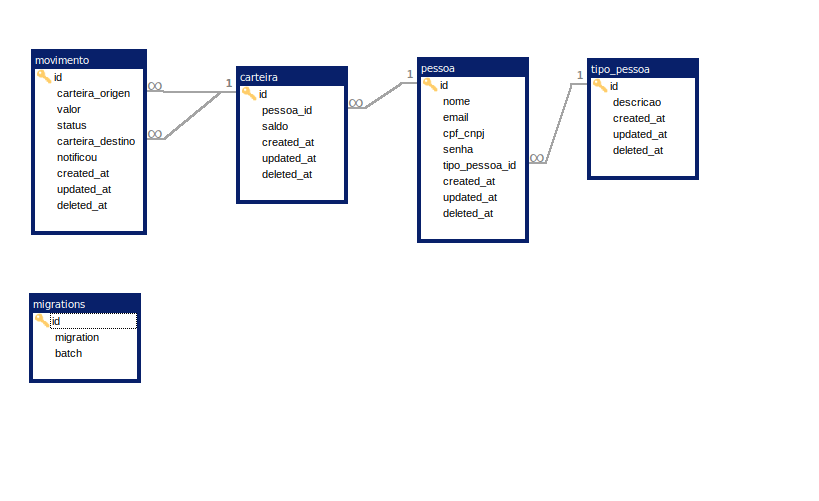 movimento
id
carteira_origen
valor
status
carteira_destino
notificou
created_at
updated_at
deleted_at
∞
∞
1
carteira
id
pessoa_id
saldo
created_at
updated_at
deleted_at
∞
1
pessoa
id
nome
email
cpf_cnpj
senha
tipo_pessoa_id
created_at
updated_at
deleted_at
∞
1
tipo_pessoa
id
descricao
created_at
updated_at
deleted_at
migrations
id
migration
batch